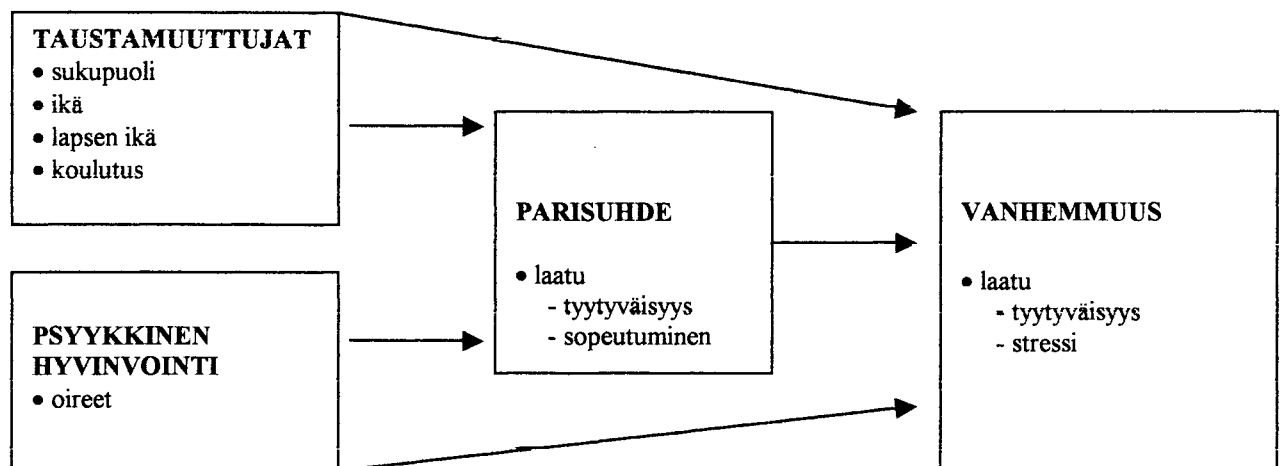 TAUSTAMUUTTUJAT
• sukupuoli
• ikä
• lapsen ikä
• koulutus
PSYYKKINEN
HYVINVOINTI
• oireet
PARISUHDE
• laatu
- tyytyväisyys
- sopeutuminen
VANHEMMUUS
• laatu
- tyytyväisyys
- stressi